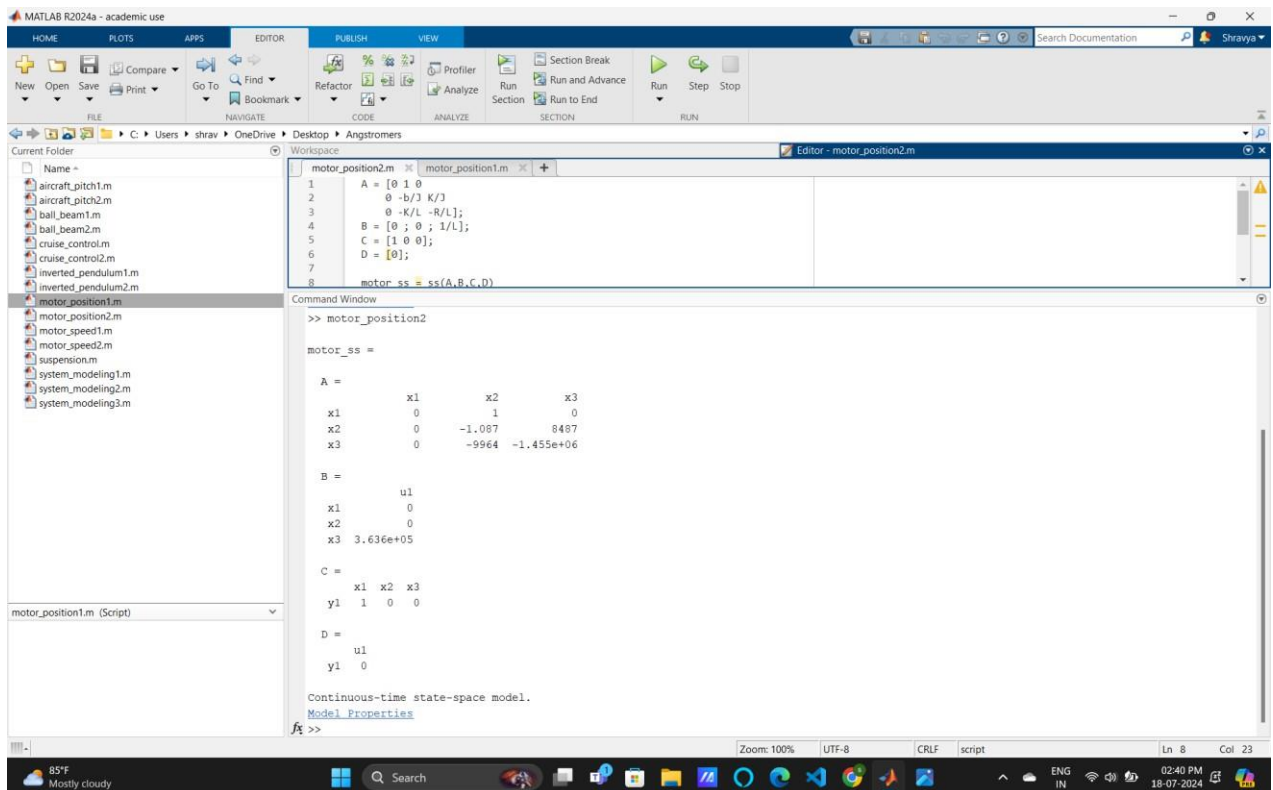 MATLAB R2024a - academic use
HOME PLOTS APPS EDITOR PUBLISH VIEW Search Documentation Shravya
New Open Save Compare Print Go To Find Bookmark Refactor Profiler Analyze Run Section Section Break Run and Advance Run to End Run Step Stop
FILE NAVIGATE CODE ANALYZE SECTION RUN
C: Users shrav OneDrive Desktop Angstromers
Current Folder
Name
aircraft_pitch1.m
aircraft_pitch2.m
ball_beam1.m
ball_beam2.m
cruise_control.m
cruise_control2.m
inverted_pendulum1.m
inverted_pendulum2.m
motor_position1.m
motor_position2.m
motor_speed1.m
motor_speed2.m
suspension.m
system_modeling1.m
system_modeling2.m
system_modeling3.m
motor_position1.m (Script)
Workspace
Editor - motor_position2.m
motor_position2.m motor_position1.m +
1 A = [0 1 0
2 0 -b/J K/J
3 0 -K/L -R/L];
4 B = [0 ; 0 ; 1/L];
5 C = [1 0 0];
6 D = [0];
7
8 motor_ss = ss(A,B,C,D)
Command Window
>> motor_position2
motor_ss =
A =
x1 x2 x3
x1 0 1 0
x2 0 -1.087 8487
x3 0 -9964 -1.455e+06
B =
u1
x1 0
x2 0
x3 3.636e+05
C =
x1 x2 x3
y1 1 0 0
D =
u1
y1 0
Continuous-time state-space model.
Model Properties
fx >>
Zoom: 100% UTF-8 CRLF script Ln 8 Col 23
85°F
Mostly cloudy
Search
ENG
IN
02:40 PM
18-07-2024